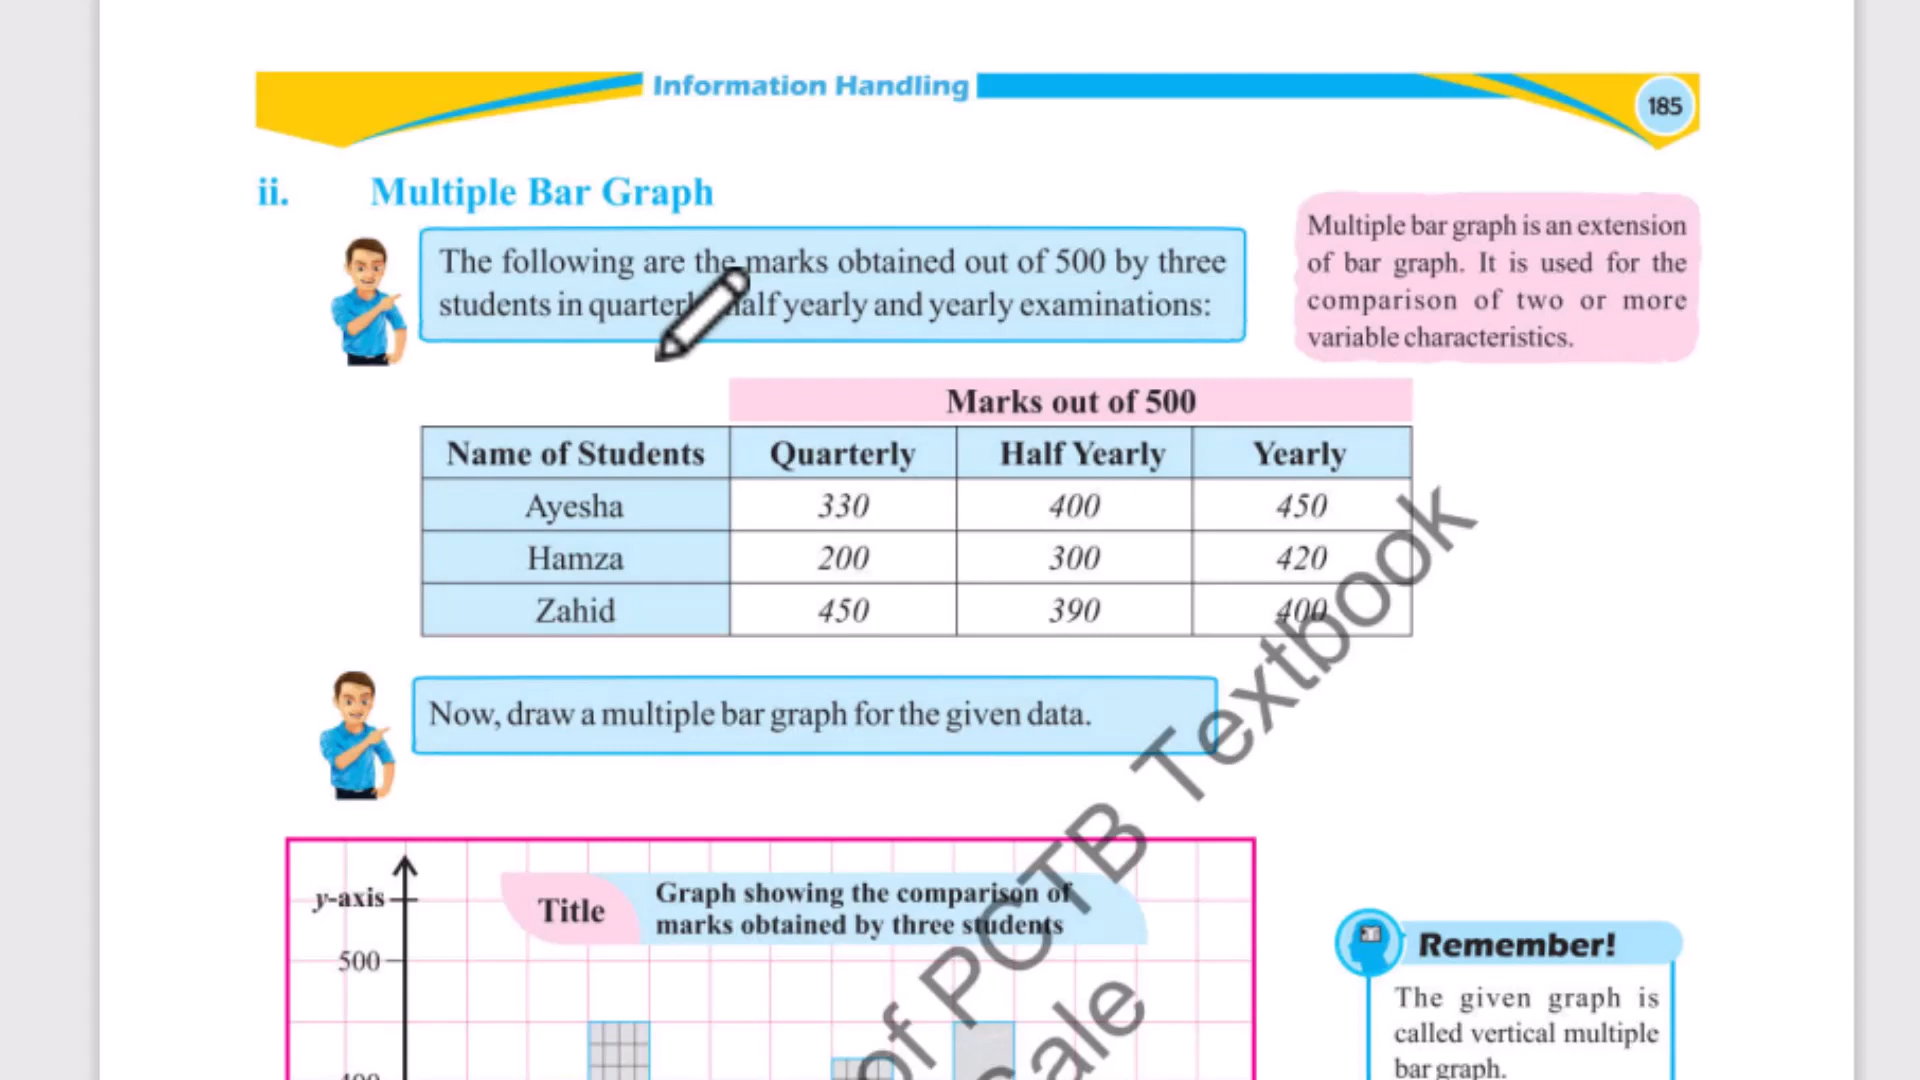 Information Handling
185
ii. Multiple Bar Graph
The following are the marks obtained out of 500 by three
students in quarterly half yearly and yearly examinations:
Multiple bar graph is an extension
of bar graph. It is used for the
comparison of two or more
variable characteristics.
Marks out of 500
Name of Students Quarterly Half Yearly Yearly
Ayesha 330 400 450
Hamza 200 300 420
Zahid 450 390 400
Now, draw a multiple bar graph for the given data.
y-axis
Title
Graph showing the comparison of
marks obtained by three students
500
400
Remember!
The given graph is
called vertical multiple
bar graph.
of PCTB Textbook